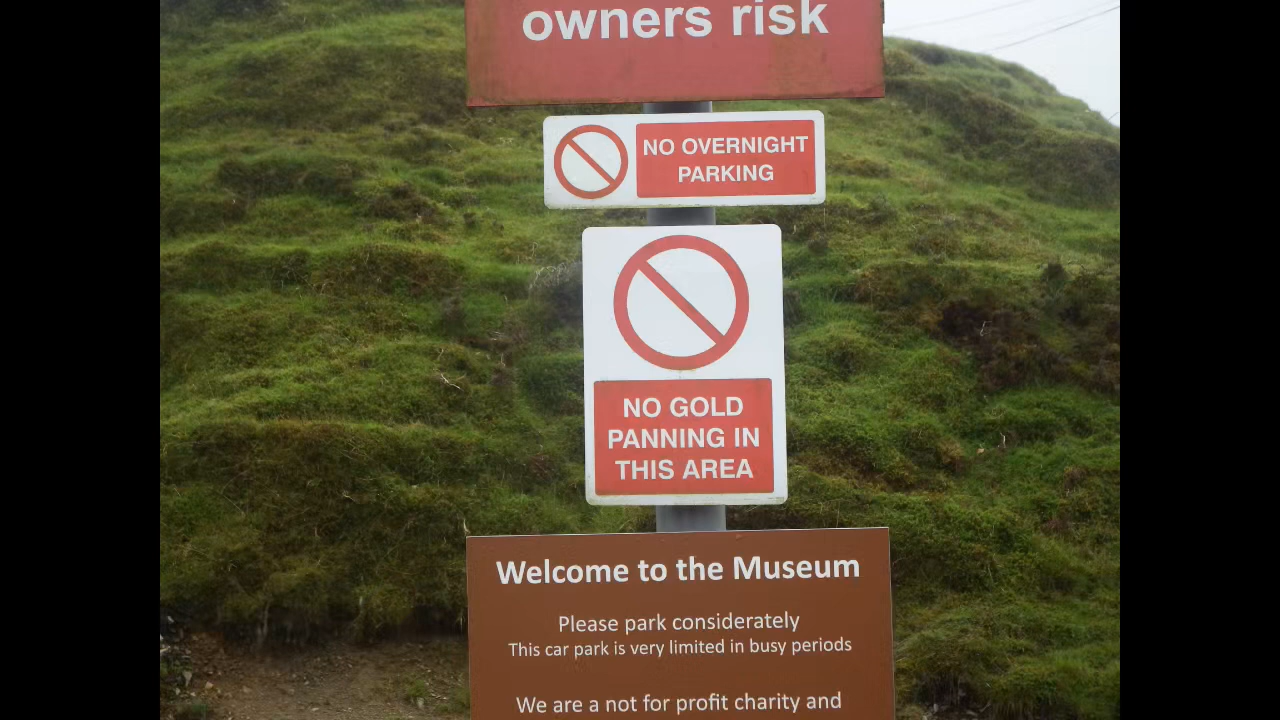 owners risk
NO OVERNIGHT
PARKING
NO GOLD
PANNING IN
THIS AREA
Welcome to the Museum
Please park considerately
This car park is very limited in busy periods
We are a not for profit charity and